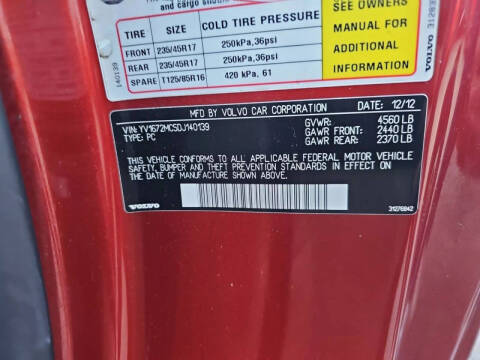 and cargo
TIRE SIZE COLD TIRE PRESSURE
FRONT 235/45R17 250kPa,36psi
REAR 235/45R17 250kPa,36psi
SPARE T125/85R16 420 kPa, 61
SEE OWNERS
MANUAL FOR
ADDITIONAL
INFORMATION
140139
VOLVO
MFD BY VOLVO CAR CORPORATION DATE: 12/12
VIN: YV1672MC5DJ140139 GVWR: 4560 LB
TYPE: PC GAWR FRONT: 2440 LB
GAWR REAR: 2370 LB
THIS VEHICLE CONFORMS TO ALL APPLICABLE FEDERAL MOTOR VEHICLE
SAFETY, BUMPER AND THEFT PREVENTION STANDARDS IN EFFECT ON
THE DATE OF MANUFACTURE SHOWN ABOVE.
VOLVO 31276842